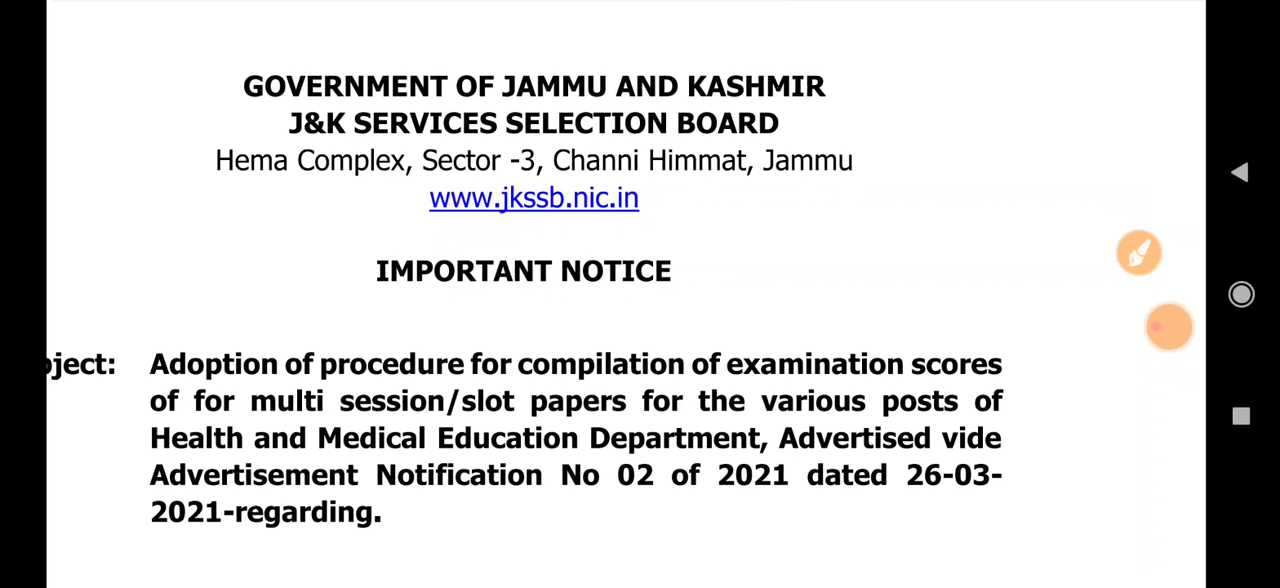 GOVERNMENT OF JAMMU AND KASHMIR
J&K SERVICES SELECTION BOARD
Hema Complex, Sector -3, Channi Himmat, Jammu
www.jkssb.nic.in
IMPORTANT NOTICE
bject: Adoption of procedure for compilation of examination scores
of for multi session/slot papers for the various posts of
Health and Medical Education Department, Advertised vide
Advertisement Notification No 02 of 2021 dated 26-03-
2021-regarding.